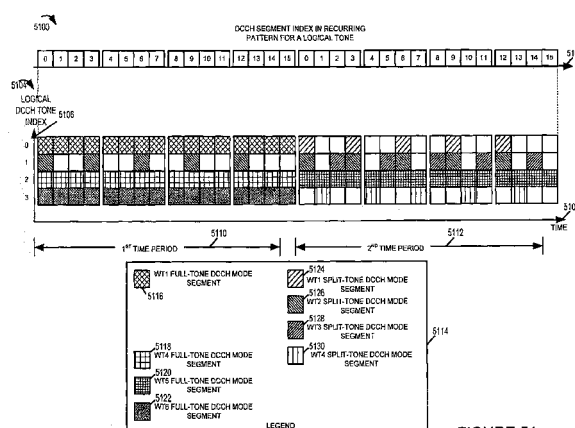 5103
DCCH SEGMENT INDEX IN RECURRING
PATTERN FOR A LOGICAL TONE
0 1 2 3 4 5 6 7 8 9 10 11 12 13 14 15 0 1 2 3 4 5 6 7 8 9 10 11 12 13 14 15
5104
LOGICAL
DCCH TONE
INDEX
5106
0
1
2
3
TIME
5110
5112
1ST TIME PERIOD
2ND TIME PERIOD
WT1 FULL-TONE DCCH MODE
SEGMENT
5116
5118
WT4 FULL-TONE DCCH MODE
SEGMENT
5120
WT5 FULL-TONE DCCH MODE
SEGMENT
5122
WT6 FULL-TONE DCCH MODE
SEGMENT
5124
WT1 SPLIT-TONE DCCH MODE
SEGMENT
5126
WT2 SPLIT-TONE DCCH MODE
SEGMENT
5128
WT3 SPLIT-TONE DCCH MODE
SEGMENT
5130
WT4 SPLIT-TONE DCCH MODE
SEGMENT
5114
LEGEND